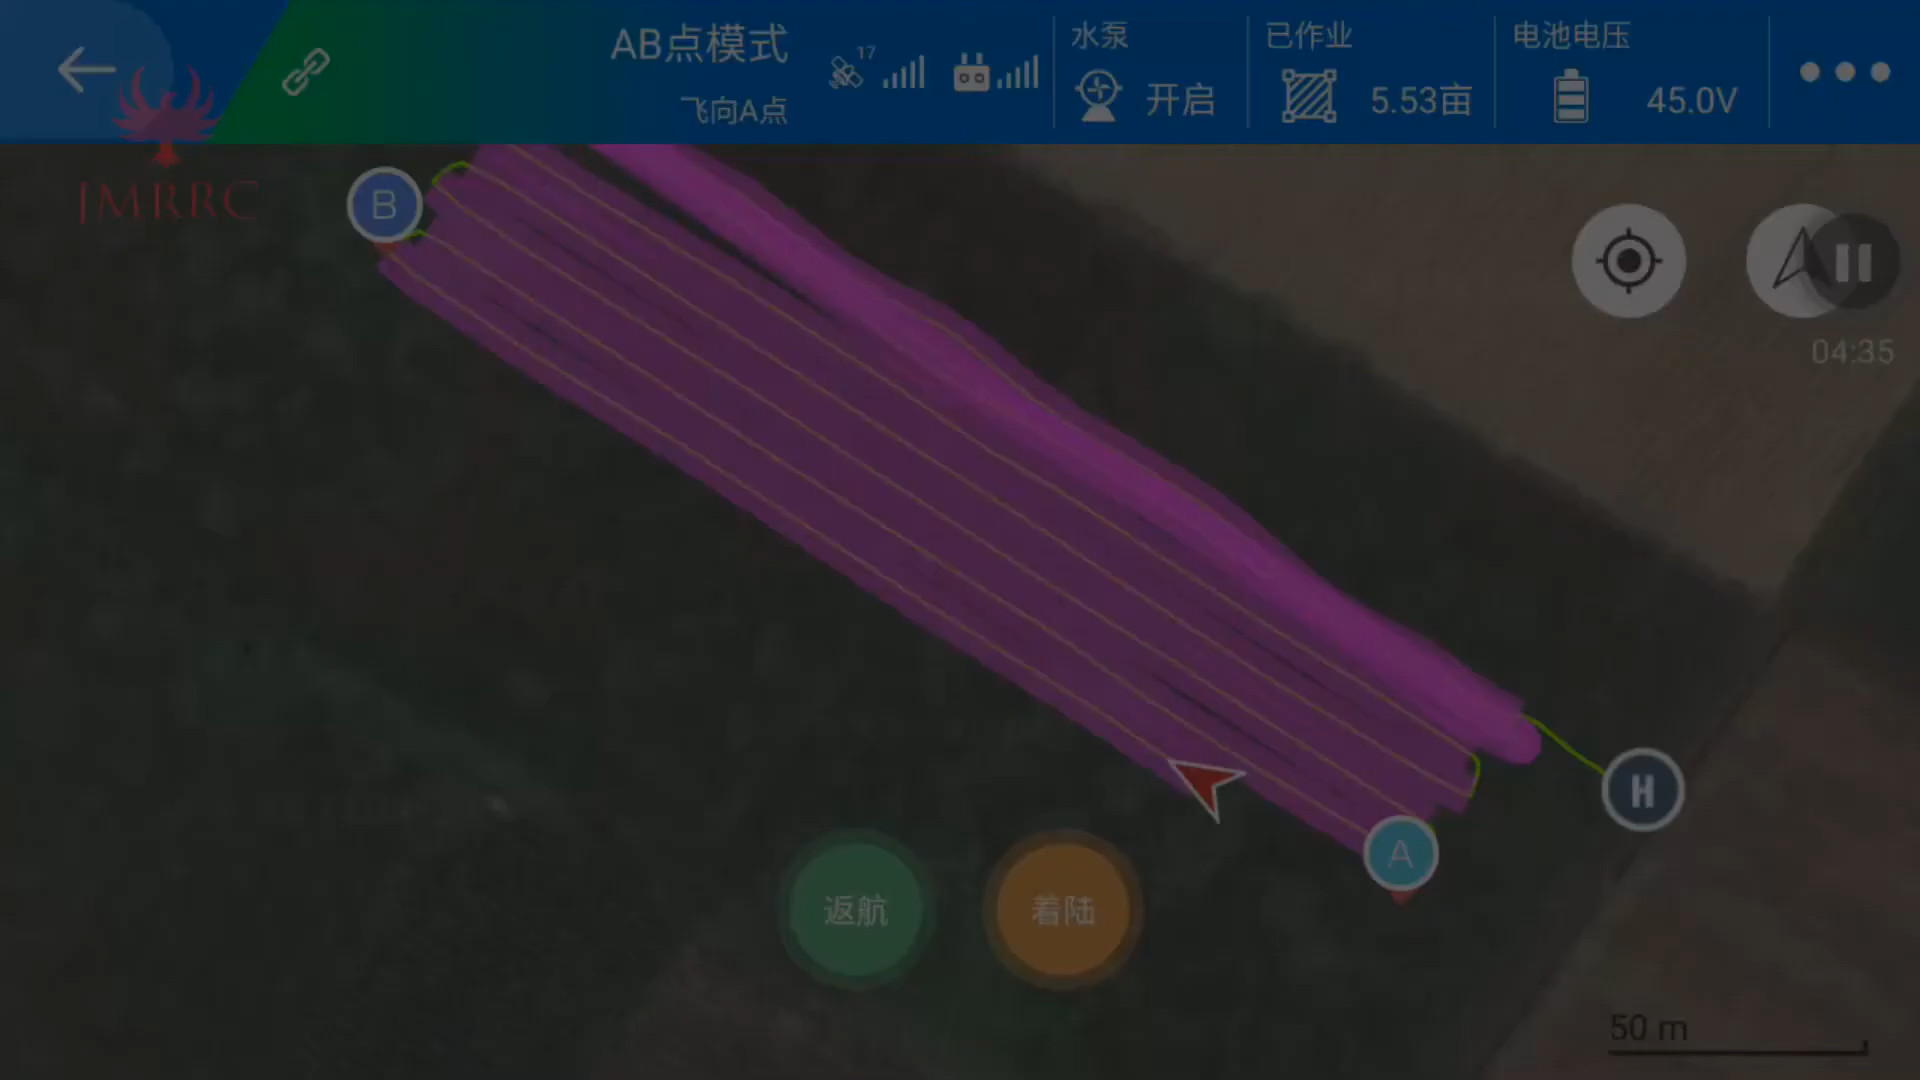 AB点模式
飞向A点
17
水泵
开启
已作业
5.53亩
电池电压
45.0V
JMRRC
B
04:35
H
A
返航
着陆
50 m